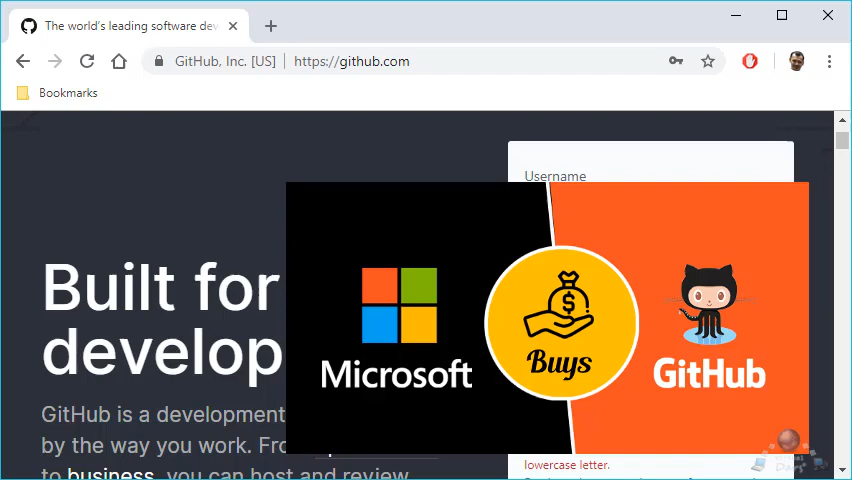 The world's leading software dev
GitHub, Inc. [US]
https://github.com
Bookmarks
Username
Built for
develop
GitHub is a development
by the way you work. Fro
to business, you can host and review
Microsoft
Buys
GitHub
lowercase letter.